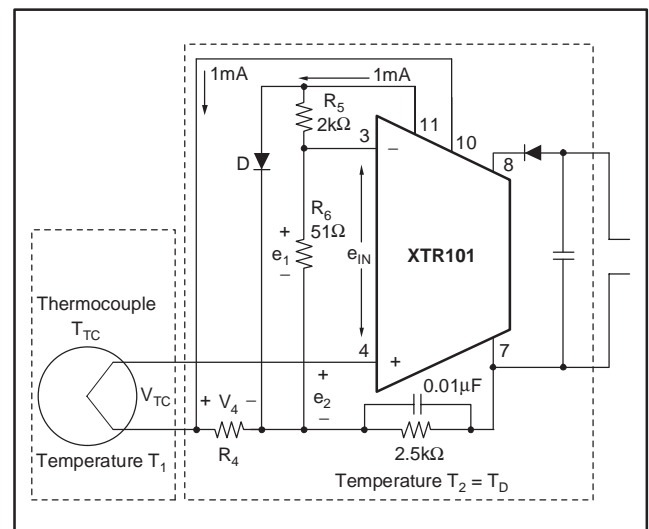 1mA
1mA
R5
2kΩ
11
10
3
−
8
D
R6
51Ω
+
e1
−
eIN
XTR101
Thermocouple
TTC
4
+
7
+
e2
−
0.01µF
VTC
+ V4 −
R4
2.5kΩ
Temperature T1
Temperature T2 = TD